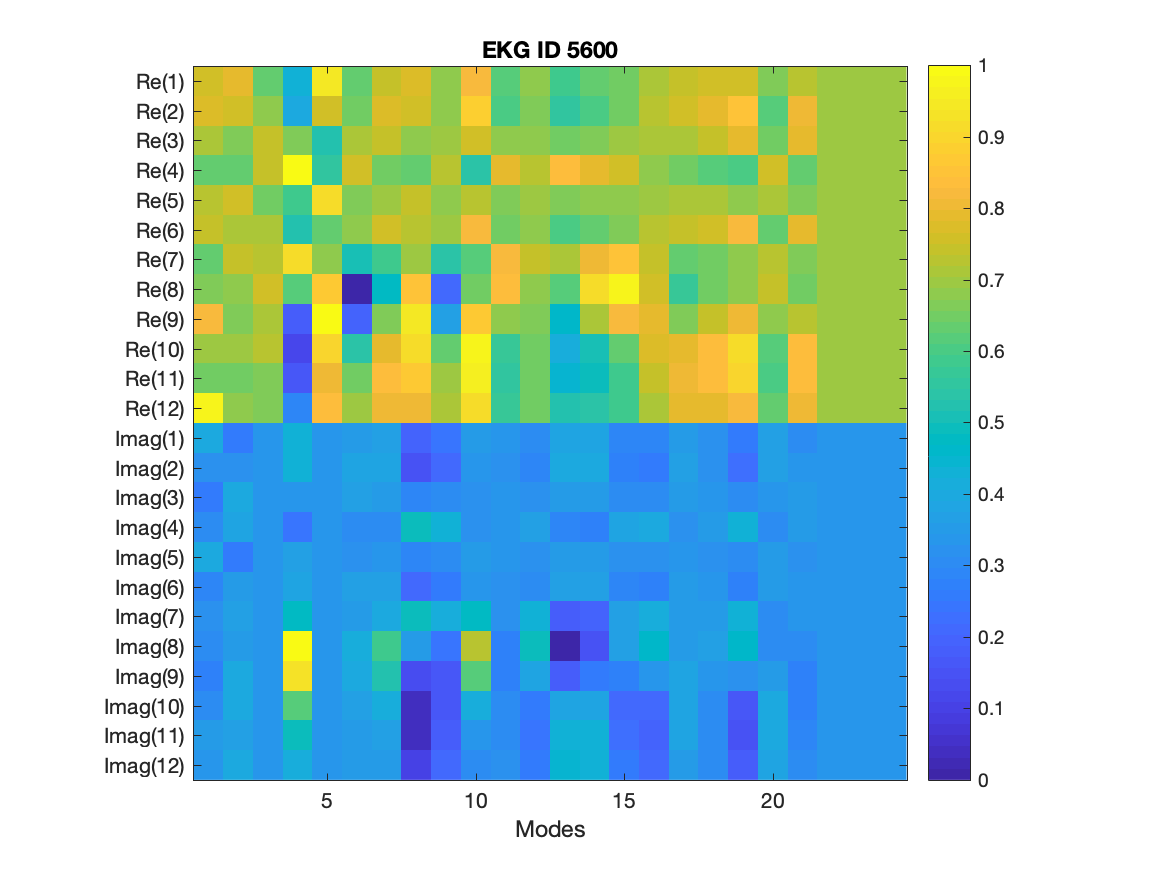 EKG ID 5600
Re(1)
Re(2)
Re(3)
Re(4)
Re(5)
Re(6)
Re(7)
Re(8)
Re(9)
Re(10)
Re(11)
Re(12)
Imag(1)
Imag(2)
Imag(3)
Imag(4)
Imag(5)
Imag(6)
Imag(7)
Imag(8)
Imag(9)
Imag(10)
Imag(11)
Imag(12)
5 10 15 20
Modes
1
0.9
0.8
0.7
0.6
0.5
0.4
0.3
0.2
0.1
0